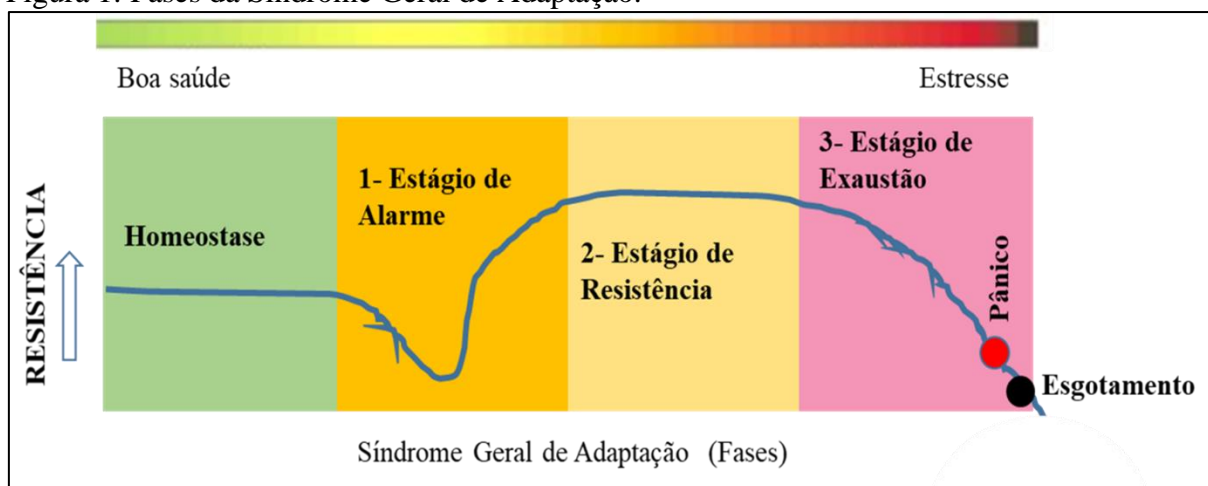 Figura 1: Fases da Síndrome Geral de Adaptação.
Boa saúde
Estresse
RESISTÊNCIA
Homeostase
1- Estágio de
Alarme
2- Estágio de
Resistência
3- Estágio de
Exaustão
Pânico
Esgotamento
Síndrome Geral de Adaptação (Fases)